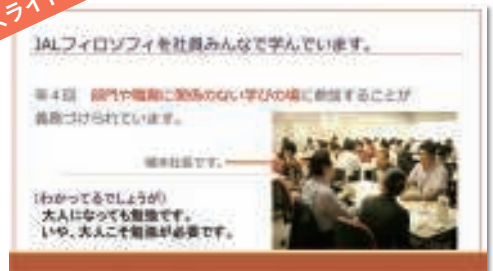 スライド
JALフィロソフィを社員みんなで学んでいます。
年4回 部門や職階に関係のない学びの場に参加することが
義務づけられています。
植木社長です。
(わかってるでしょうが)
大人になっても勉強です。
いや、大人こそ勉強が必要です。